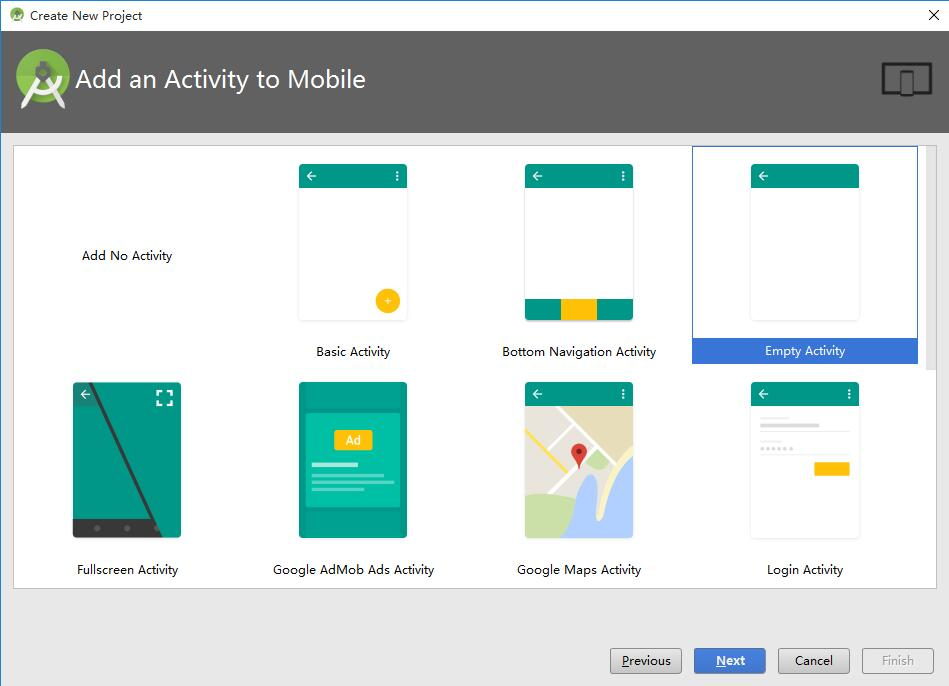 Create New Project
Add an Activity to Mobile
Add No Activity
Basic Activity
Bottom Navigation Activity
Empty Activity
Ad
Fullscreen Activity
Google AdMob Ads Activity
Google Maps Activity
Login Activity
Previous
Next
Cancel
Finish